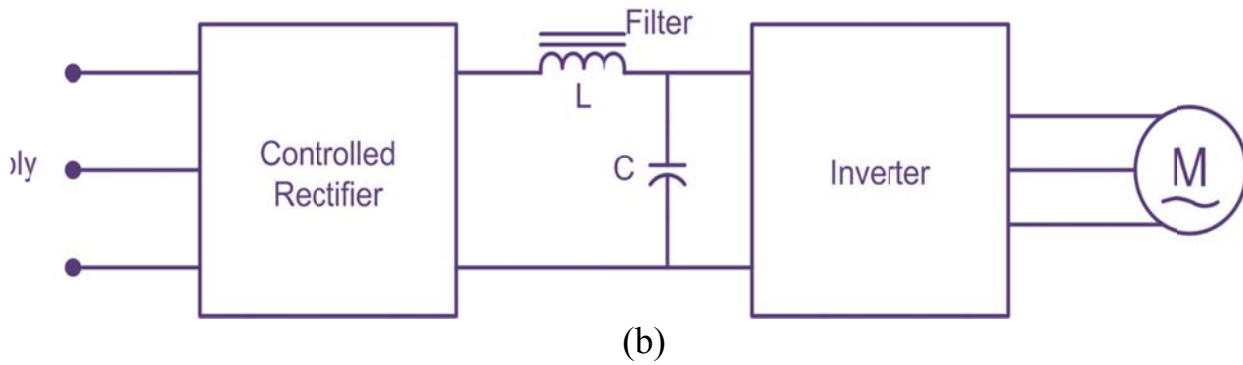 Filter
L
Controlled
Rectifier
C
Inverter
M
(b)